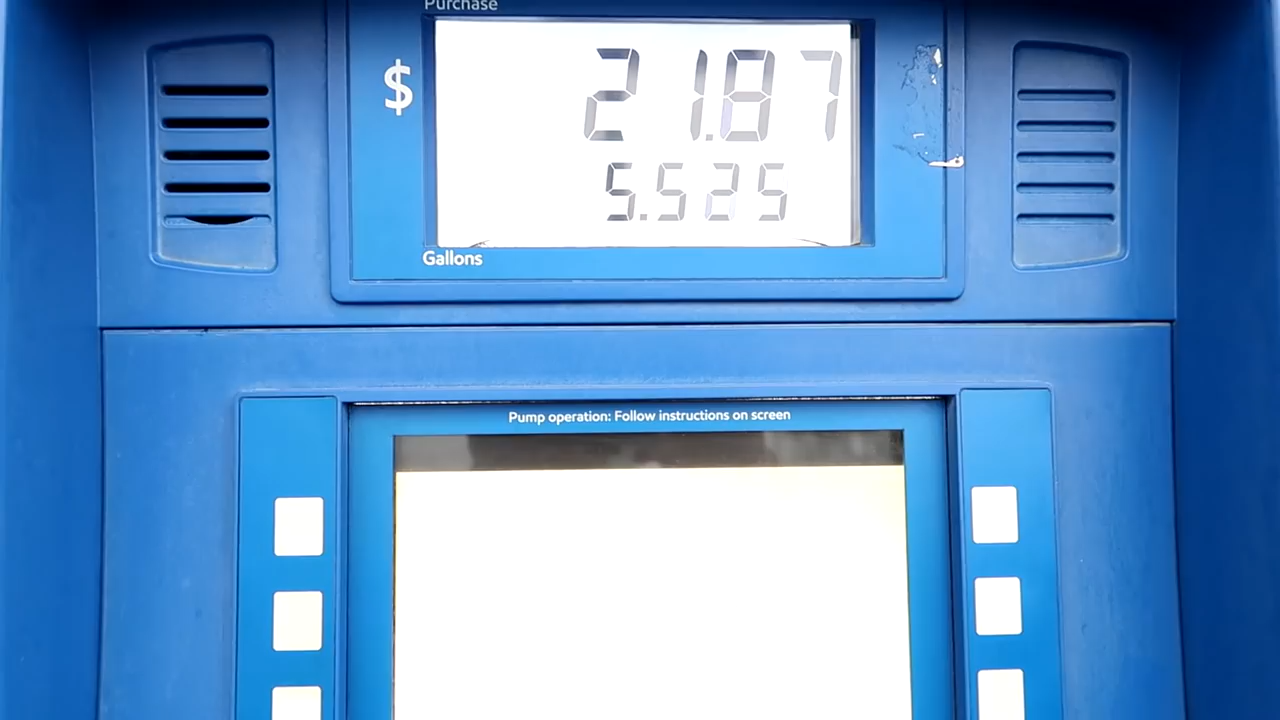 Purchase
$ 21.87
5.525
Gallons
Pump operation: Follow instructions on screen